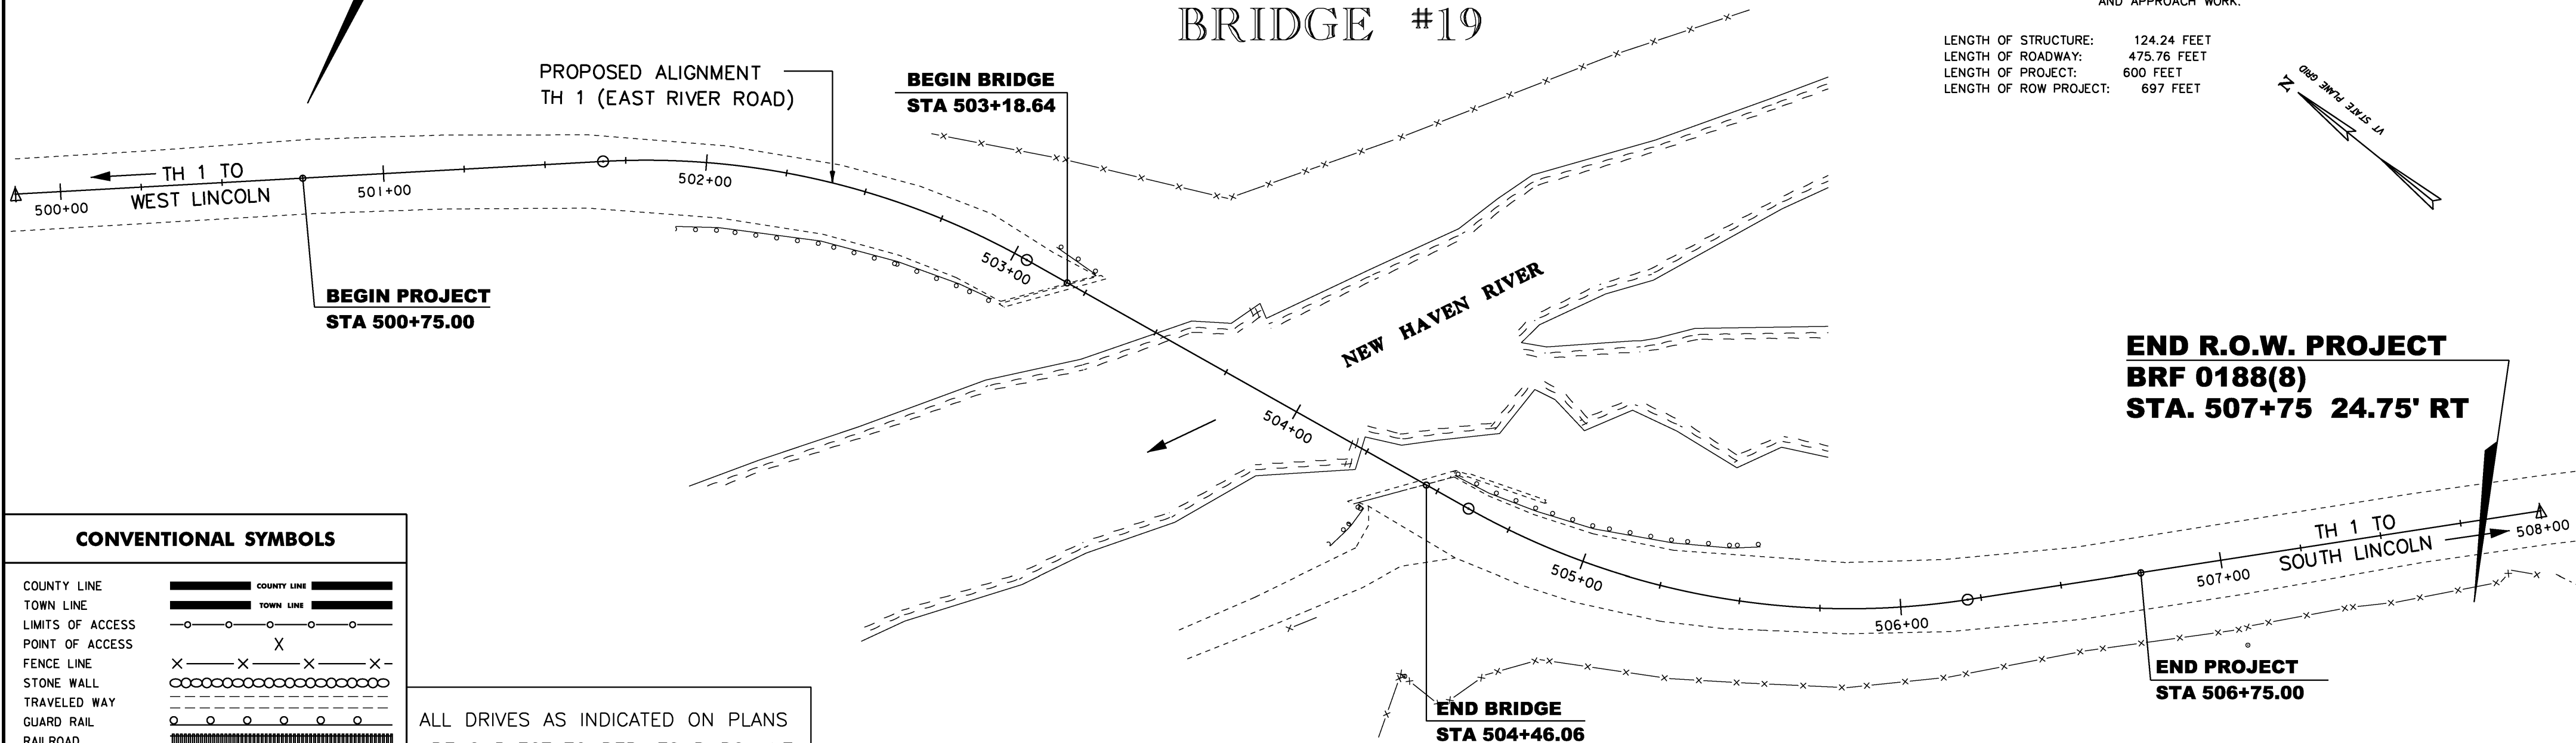 AND APPROACH WORK.
BRIDGE #19
LENGTH OF STRUCTURE: 124.24 FEET
LENGTH OF ROADWAY: 475.76 FEET
LENGTH OF PROJECT: 600 FEET
LENGTH OF ROW PROJECT: 697 FEET
N
VT STATE PLANE GRID
PROPOSED ALIGNMENT
TH 1 (EAST RIVER ROAD)
BEGIN BRIDGE
STA 503+18.64
TH 1 TO
WEST LINCOLN
500+00
501+00
502+00
503+00
BEGIN PROJECT
STA 500+75.00
NEW HAVEN RIVER
504+00
END R.O.W. PROJECT
BRF 0188(8)
STA. 507+75 24.75' RT
TH 1 TO
SOUTH LINCOLN
505+00
506+00
507+00
508+00
END PROJECT
STA 506+75.00
END BRIDGE
STA 504+46.06
CONVENTIONAL SYMBOLS
COUNTY LINE COUNTY LINE
TOWN LINE TOWN LINE
LIMITS OF ACCESS
POINT OF ACCESS X
FENCE LINE
STONE WALL
TRAVELED WAY
GUARD RAIL
RAILROAD
ALL DRIVES AS INDICATED ON PLANS